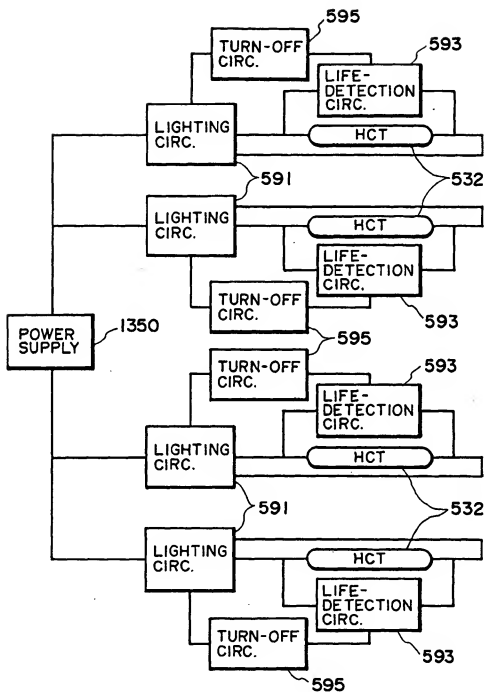 595
TURN-OFF
CIRC.
593
LIFE-
DETECTION
CIRC.
LIGHTING
CIRC.
HCT
591
532
LIGHTING
CIRC.
HCT
LIFE-
DETECTION
CIRC.
TURN-OFF
CIRC.
593
1350
POWER
SUPPLY
595
TURN-OFF
CIRC.
593
LIFE-
DETECTION
CIRC.
LIGHTING
CIRC.
HCT
591
532
LIGHTING
CIRC.
HCT
LIFE-
DETECTION
CIRC.
TURN-OFF
CIRC.
593
595